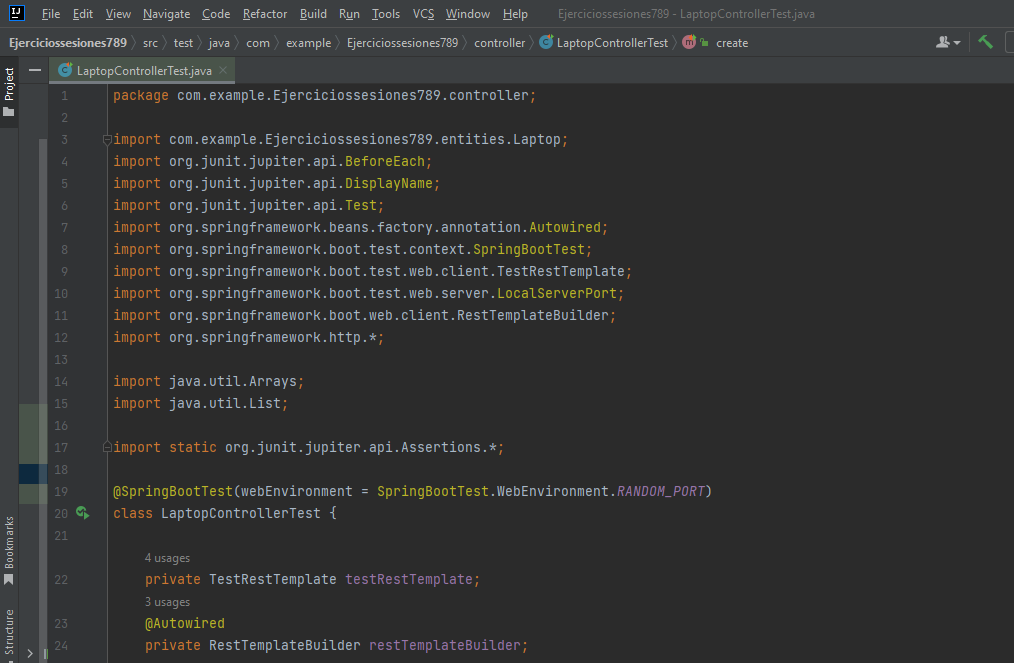 IJ File Edit View Navigate Code Refactor Build Run Tools VCS Window Help Ejerciciossesiones789 - LaptopControllerTest.java
Ejerciciossesiones789 src test java com example Ejerciciossesiones789 controller LaptopControllerTest create
Project
LaptopControllerTest.java
1 package com.example.Ejerciciossesiones789.controller;
2
3 import com.example.Ejerciciossesiones789.entities.Laptop;
4 import org.junit.jupiter.api.BeforeEach;
5 import org.junit.jupiter.api.DisplayName;
6 import org.junit.jupiter.api.Test;
7 import org.springframework.beans.factory.annotation.Autowired;
8 import org.springframework.boot.test.context.SpringBootTest;
9 import org.springframework.boot.test.web.client.TestRestTemplate;
10 import org.springframework.boot.test.web.server.LocalServerPort;
11 import org.springframework.boot.web.client.RestTemplateBuilder;
12 import org.springframework.http.*;
13
14 import java.util.Arrays;
15 import java.util.List;
16
17 import static org.junit.jupiter.api.Assertions.*;
18
19 @SpringBootTest(webEnvironment = SpringBootTest.WebEnvironment.RANDOM_PORT)
20 class LaptopControllerTest {
21
4 usages
22 private TestRestTemplate testRestTemplate;
3 usages
23 @Autowired
24 private RestTemplateBuilder restTemplateBuilder;
Bookmarks
Structure